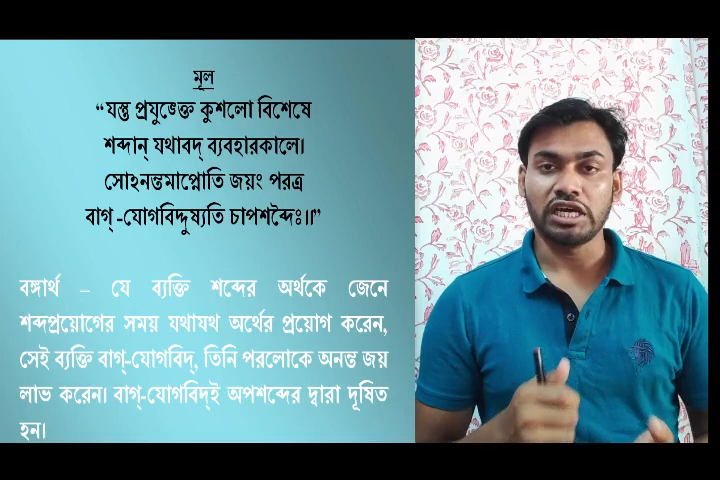 মূল
“যস্তু প্রযুঙেক্ত কুশলো বিশেষে
শব্দান্ যথাবদ্ ব্যবহারকালে।
সোঽনন্তমাপ্নোতি জয়ং পরত্র
বাগ্-যোগবিদ্দুষ্যতি চাপশব্দৈঃ॥”
বঙ্গার্থ – যে ব্যক্তি শব্দের অর্থকে জেনে
শব্দপ্রয়োগের সময় যথাযথ অর্থের প্রয়োগ করেন,
সেই ব্যক্তি বাগ্-যোগবিদ্, তিনি পরলোকে অনন্ত জয়
লাভ করেন। বাগ্-যোগবিদ্ই অপশব্দের দ্বারা দূষিত
হন।